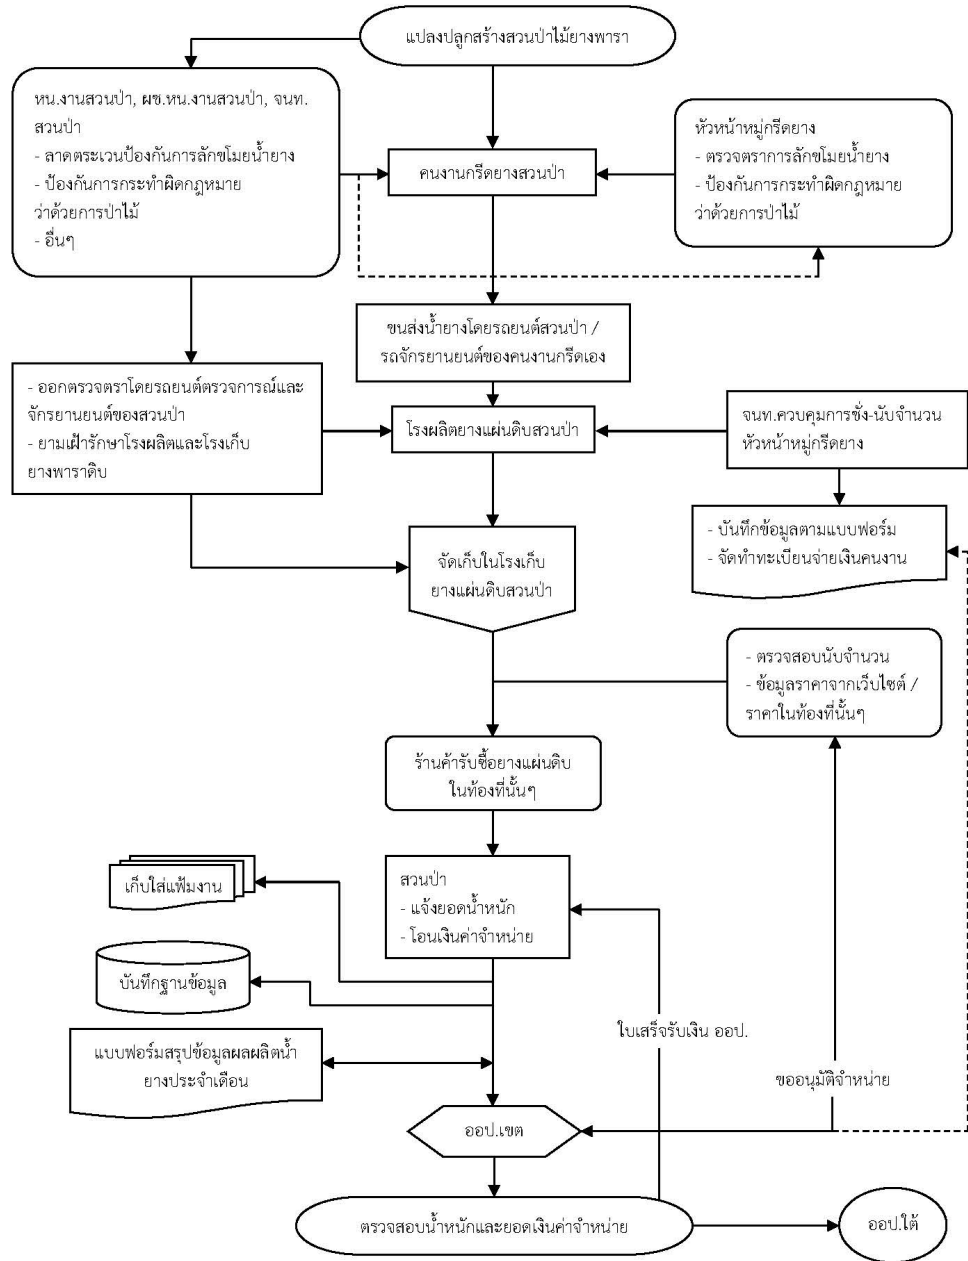 แปลงปลูกสร้างสวนป่าไม้ยางพารา
หน.งานสวนป่า, ผช.หน.งานสวนป่า, จนท.
สวนป่า
- ลาดตระเวนป้องกันการลักขโมยน้ำยาง
- ป้องกันการกระทำผิดกฎหมาย
ว่าด้วยการป่าไม้
- อื่นๆ
คนงานกรีดยางสวนป่า
หัวหน้าหมู่กรีดยาง
- ตรวจตราการลักขโมยน้ำยาง
- ป้องกันการกระทำผิดกฎหมาย
ว่าด้วยการป่าไม้
ขนส่งน้ำยางโดยรถยนต์สวนป่า /
รถจักรยานยนต์ของคนงานกรีดเอง
- ออกตรวจตราโดยรถยนต์ตรวจการณ์และ
จักรยานยนต์ของสวนป่า
- ยามเฝ้ารักษาโรงผลิตและโรงเก็บ
ยางพาราดิบ
โรงผลิตยางแผ่นดิบสวนป่า
จนท.ควบคุมการชั่ง-นับจำนวน
หัวหน้าหมู่กรีดยาง
- บันทึกข้อมูลตามแบบฟอร์ม
- จัดทำทะเบียนจ่ายเงินคนงาน
จัดเก็บในโรงเก็บ
ยางแผ่นดิบสวนป่า
- ตรวจสอบนับจำนวน
- ข้อมูลราคาจากเว็บไซต์ /
ราคาในท้องที่นั้นๆ
ร้านค้ารับซื้อยางแผ่นดิบ
ในท้องที่นั้นๆ
สวนป่า
- แจ้งยอดน้ำหนัก
- โอนเงินค่าจำหน่าย
เก็บใส่แฟ้มงาน
บันทึกฐานข้อมูล
ใบเสร็จรับเงิน ออป.
แบบฟอร์มสรุปข้อมูลผลผลิตน้ำ
ยางประจำเดือน
ขออนุมัติจำหน่าย
ออป.เขต
ตรวจสอบน้ำหนักและยอดเงินค่าจำหน่าย
ออป.ใต้